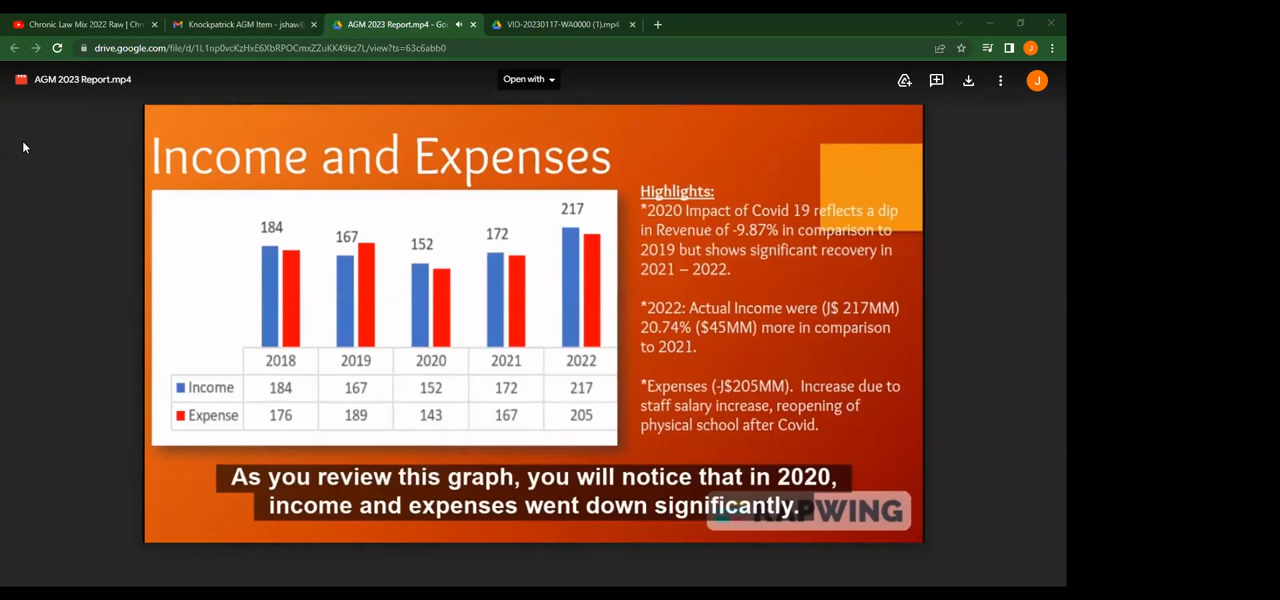 Chronic Law Mix 2022 Raw | Chr
Knockpatrick AGM Item - jshaw
AGM 2023 Report.mp4 - Goo
VID-20230117-WA0000 (1).mp4
drive.google.com/file/d/1L1np0vcKzHxE6XbRPOCmxZZuKK49kz7L/view?ts=63c6abb0
J
AGM 2023 Report.mp4
Open with
J
Income and Expenses
184
167
152
172
217
2018 2019 2020 2021 2022
Income 184 167 152 172 217
Expense 176 189 143 167 205
Highlights:
*2020 Impact of Covid 19 reflects a dip
in Revenue of -9.87% in comparison to
2019 but shows significant recovery in
2021 – 2022.
*2022: Actual Income were (J$ 217MM)
20.74% ($45MM) more in comparison
to 2021.
*Expenses (-J$205MM). Increase due to
staff salary increase, reopening of
physical school after Covid.
As you review this graph, you will notice that in 2020,
income and expenses went down significantly.